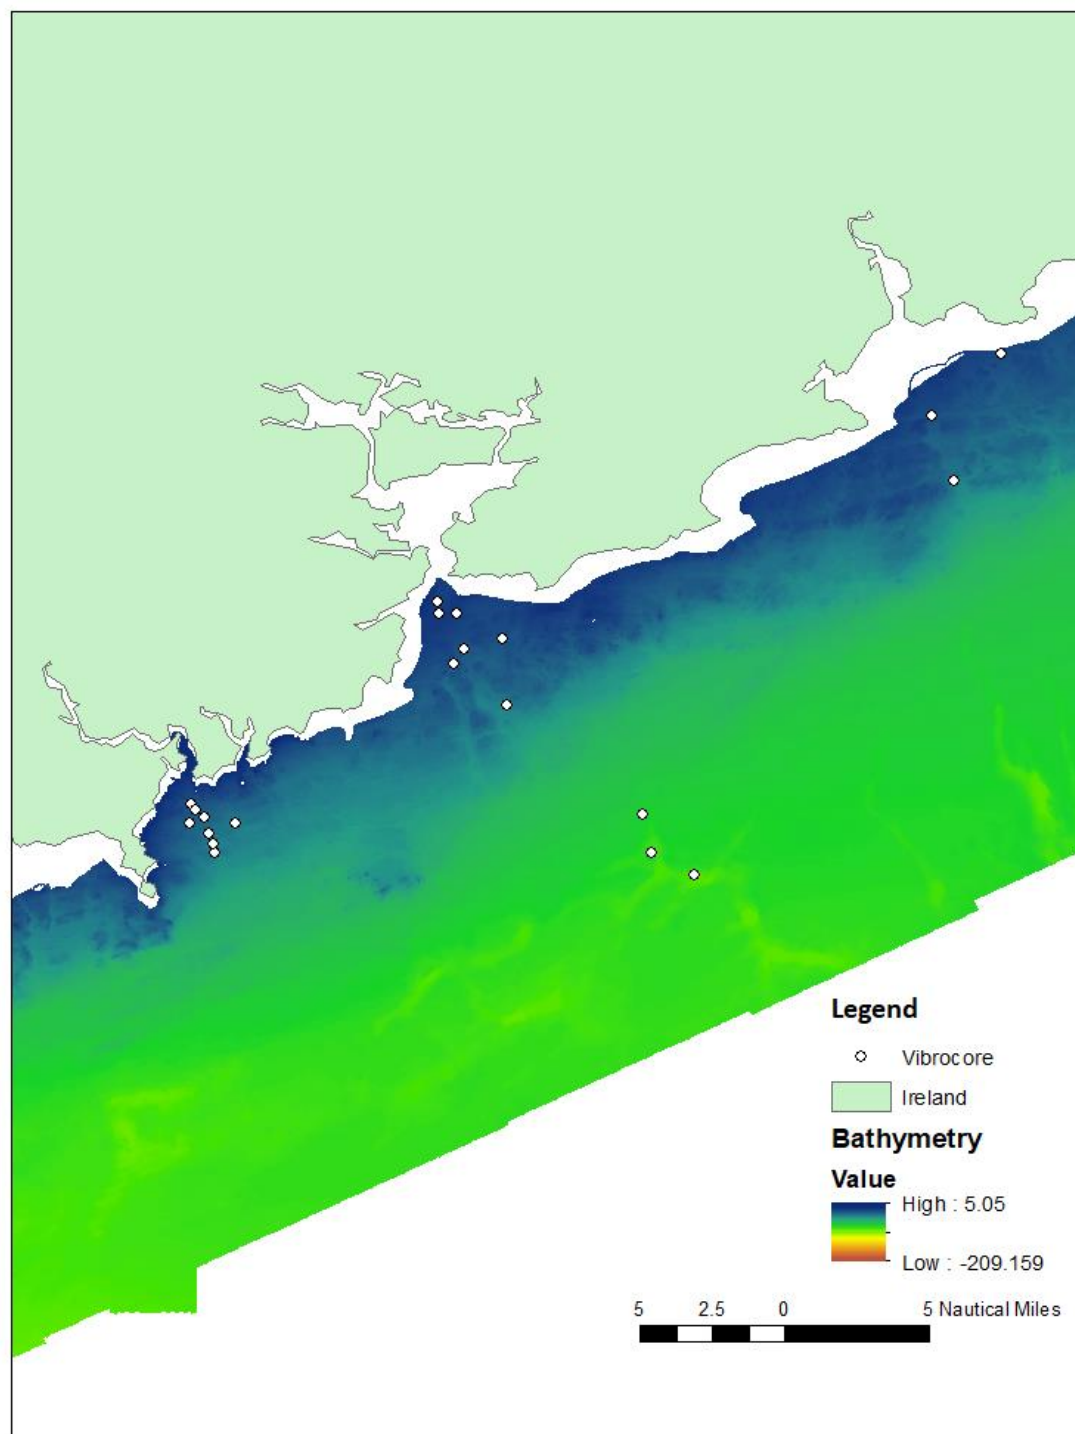 Legend
Vibrocore
Ireland
Bathymetry
Value
High : 5.05
Low : -209.159
5 2.5 0 5 Nautical Miles